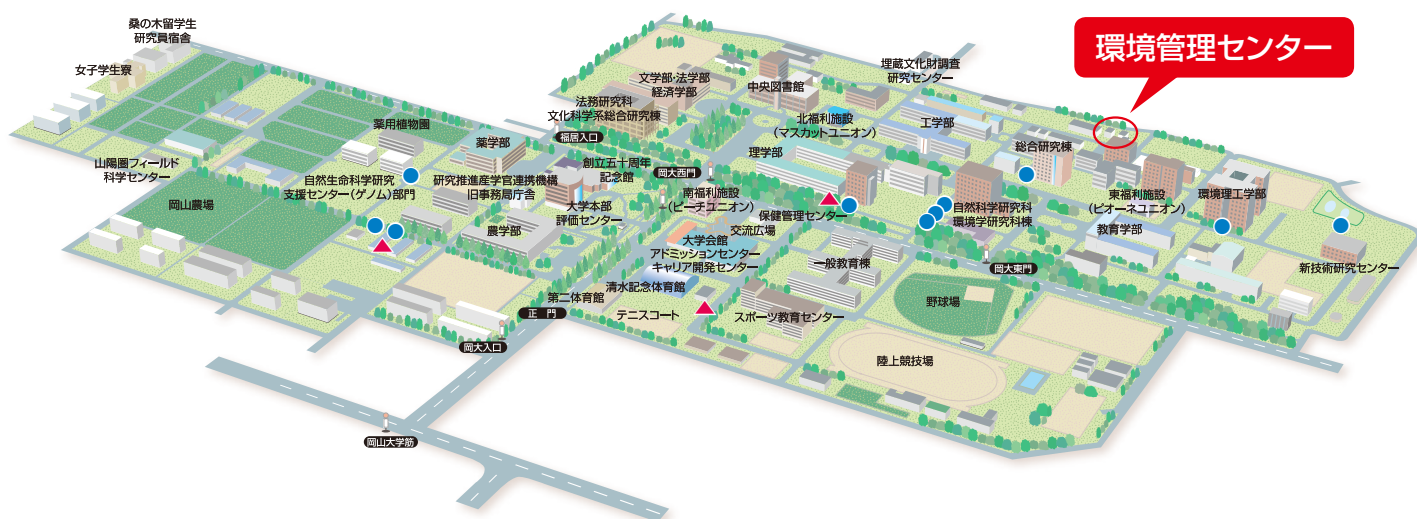 桑の木留学生
研究員宿舎
女子学生寮
環境管理センター
埋蔵文化財調査
研究センター
文学部・法学部
経済学部
中央図書館
法務研究科
文化科学系総合研究棟
北福利施設
(マスカットユニオン)
工学部
薬用植物園
福居入口
薬学部
理学部
総合研究棟
山陽圏フィールド
科学センター
創立五十周年
記念館
岡大西門
自然生命科学研究
支援センター(ゲノム)部門
研究推進産学官連携機構
旧事務局庁舎
南福利施設
(ピーチユニオン)
東福利施設
(ピオーネユニオン)
環境理工学部
岡山農場
大学本部
評価センター
保健管理センター
自然科学研究科
環境学研究科棟
農学部
交流広場
教育学部
大学会館
アドミッションセンター
キャリア開発センター
一般教育棟
岡大東門
新技術研究センター
清水記念体育館
第二体育館
野球場
正門
テニスコート
スポーツ教育センター
岡大入口
陸上競技場
岡山大学筋